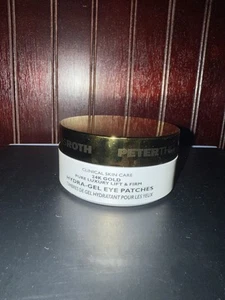 ROTH PETER TH
CLINICAL SKIN CARE
24K GOLD
PURE LUXURY LIFT & FIRM
HYDRA-GEL EYE PATCHES
DE GEL HYDRATANT POUR LES YEUX